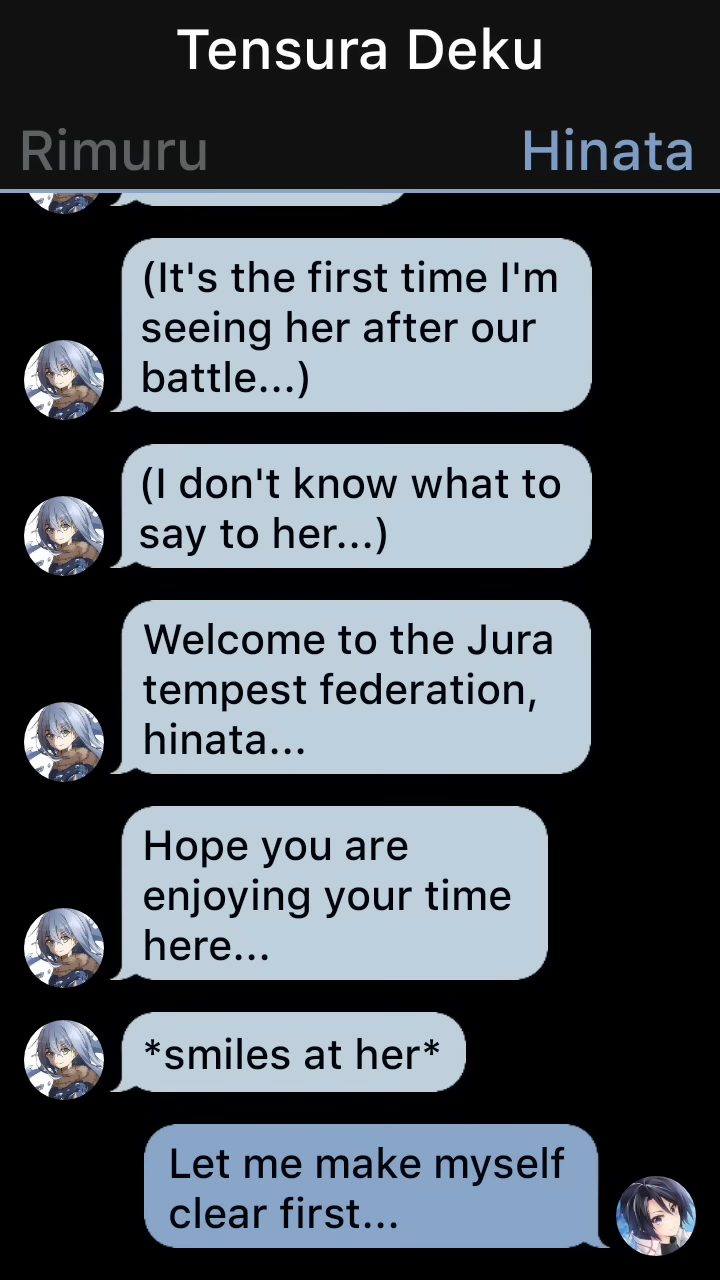 Tensura Deku
Rimuru
Hinata
(It's the first time I'm
seeing her after our
battle...)
(I don't know what to
say to her...)
Welcome to the Jura
tempest federation,
hinata...
Hope you are
enjoying your time
here...
*smiles at her*
Let me make myself
clear first...